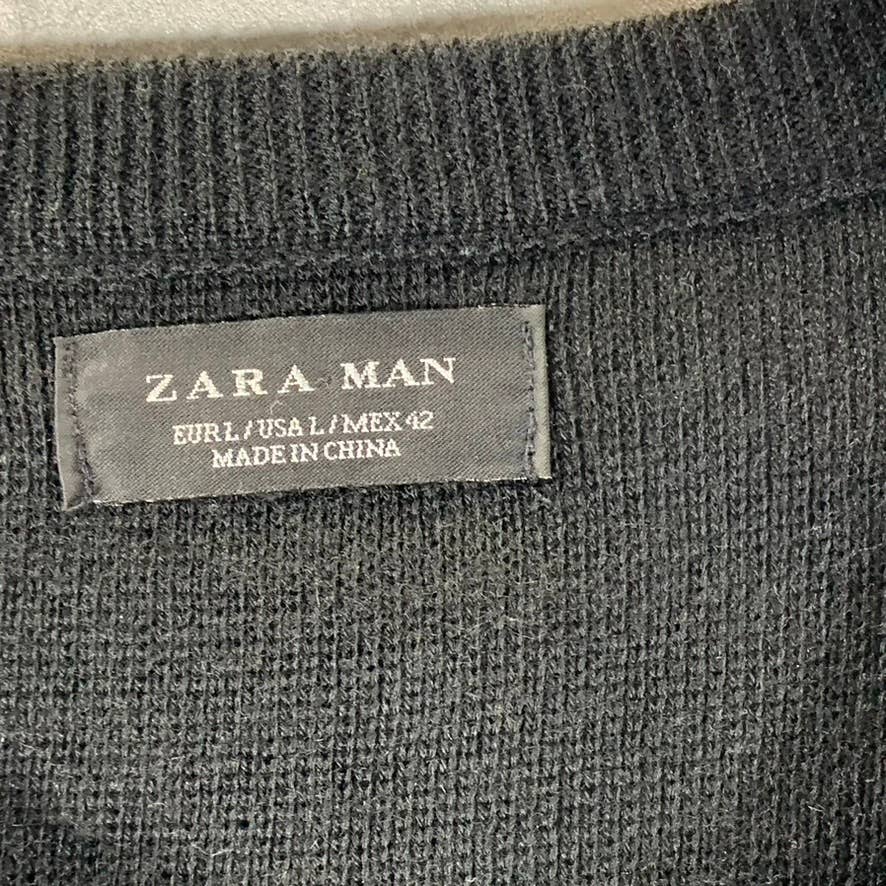 ZARA MAN
EUR L / USA L / MEX 42
MADE IN CHINA